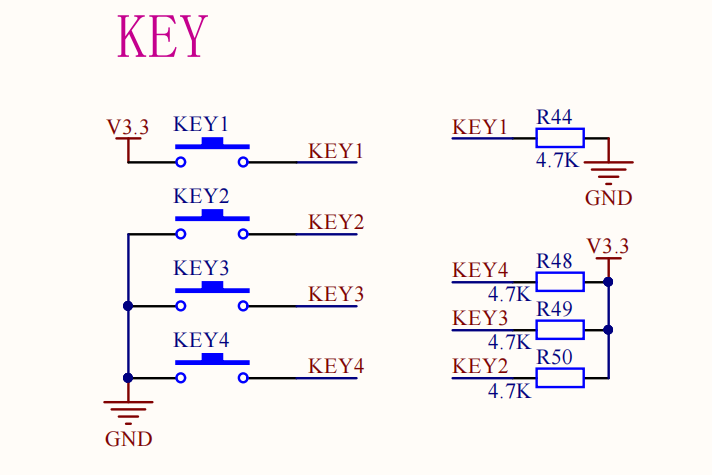 KEY
V3.3
KEY1
KEY1
KEY2
KEY2
KEY3
KEY3
KEY4
KEY4
GND
KEY1
R44
4.7K
GND
V3.3
KEY4
R48
4.7K
KEY3
R49
4.7K
KEY2
R50
4.7K